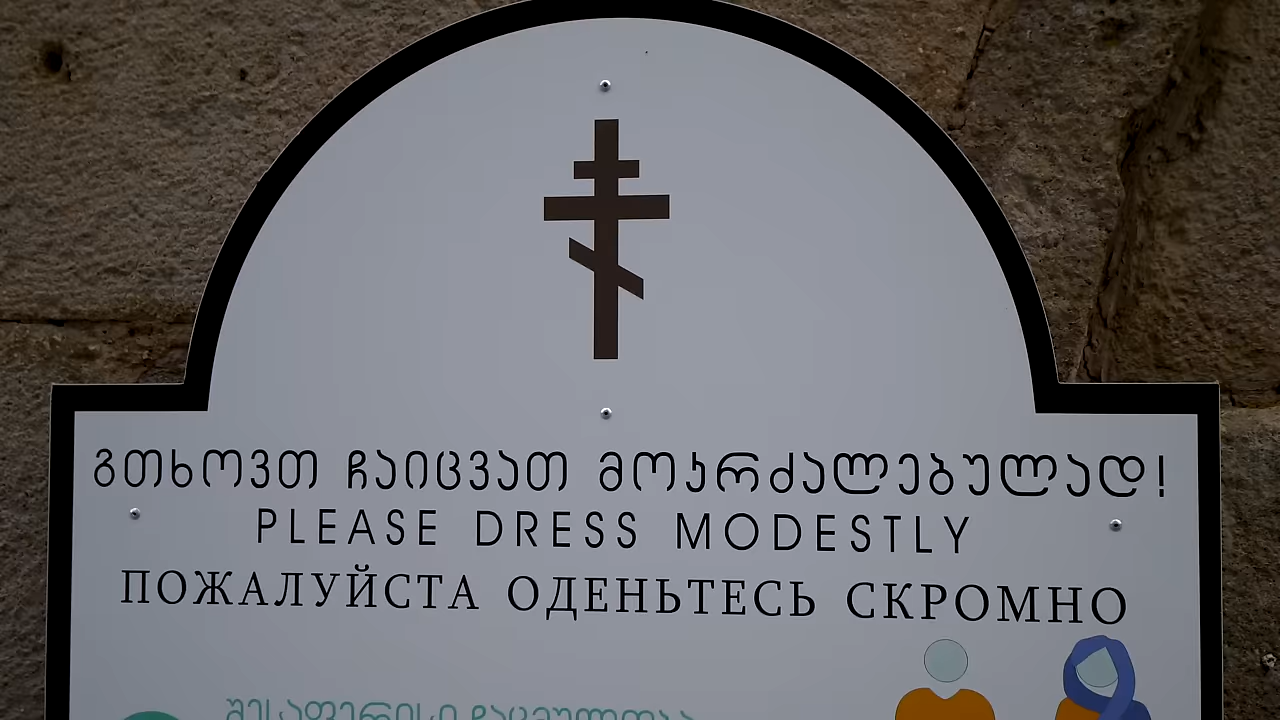 გთხოვთ ჩაიცვათ მოკრძალებულად!
PLEASE DRESS MODESTLY
ПОЖАЛУЙСТА ОДЕНЬТЕСЬ СКРОМНО